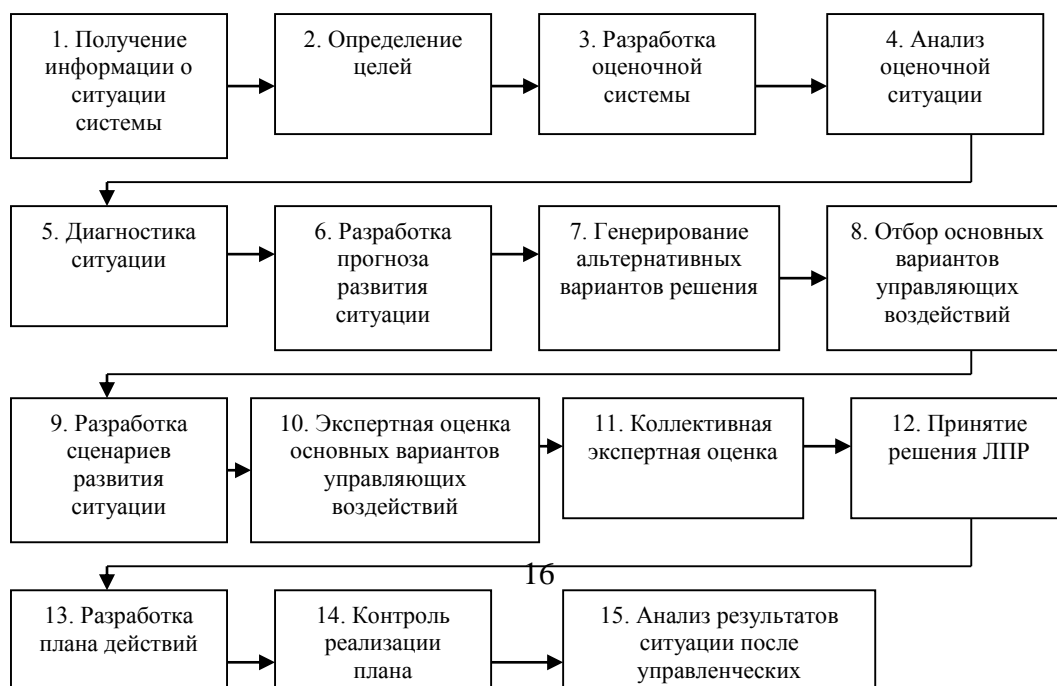 1. Получение
информации о
ситуации
системы
2. Определение
целей
3. Разработка
оценочной
системы
4. Анализ
оценочной
ситуации
5. Диагностика
ситуации
6. Разработка
прогноза
развития
ситуации
7. Генерирование
альтернативных
вариантов решения
8. Отбор основных
вариантов
управляющих
воздействий
9. Разработка
сценариев
развития
ситуации
10. Экспертная оценка
основных вариантов
управляющих
воздействий
11. Коллективная
экспертная оценка
12. Принятие
решения ЛПР
16
13. Разработка
плана действий
14. Контроль
реализации
плана
15. Анализ результатов
ситуации после
управленческих